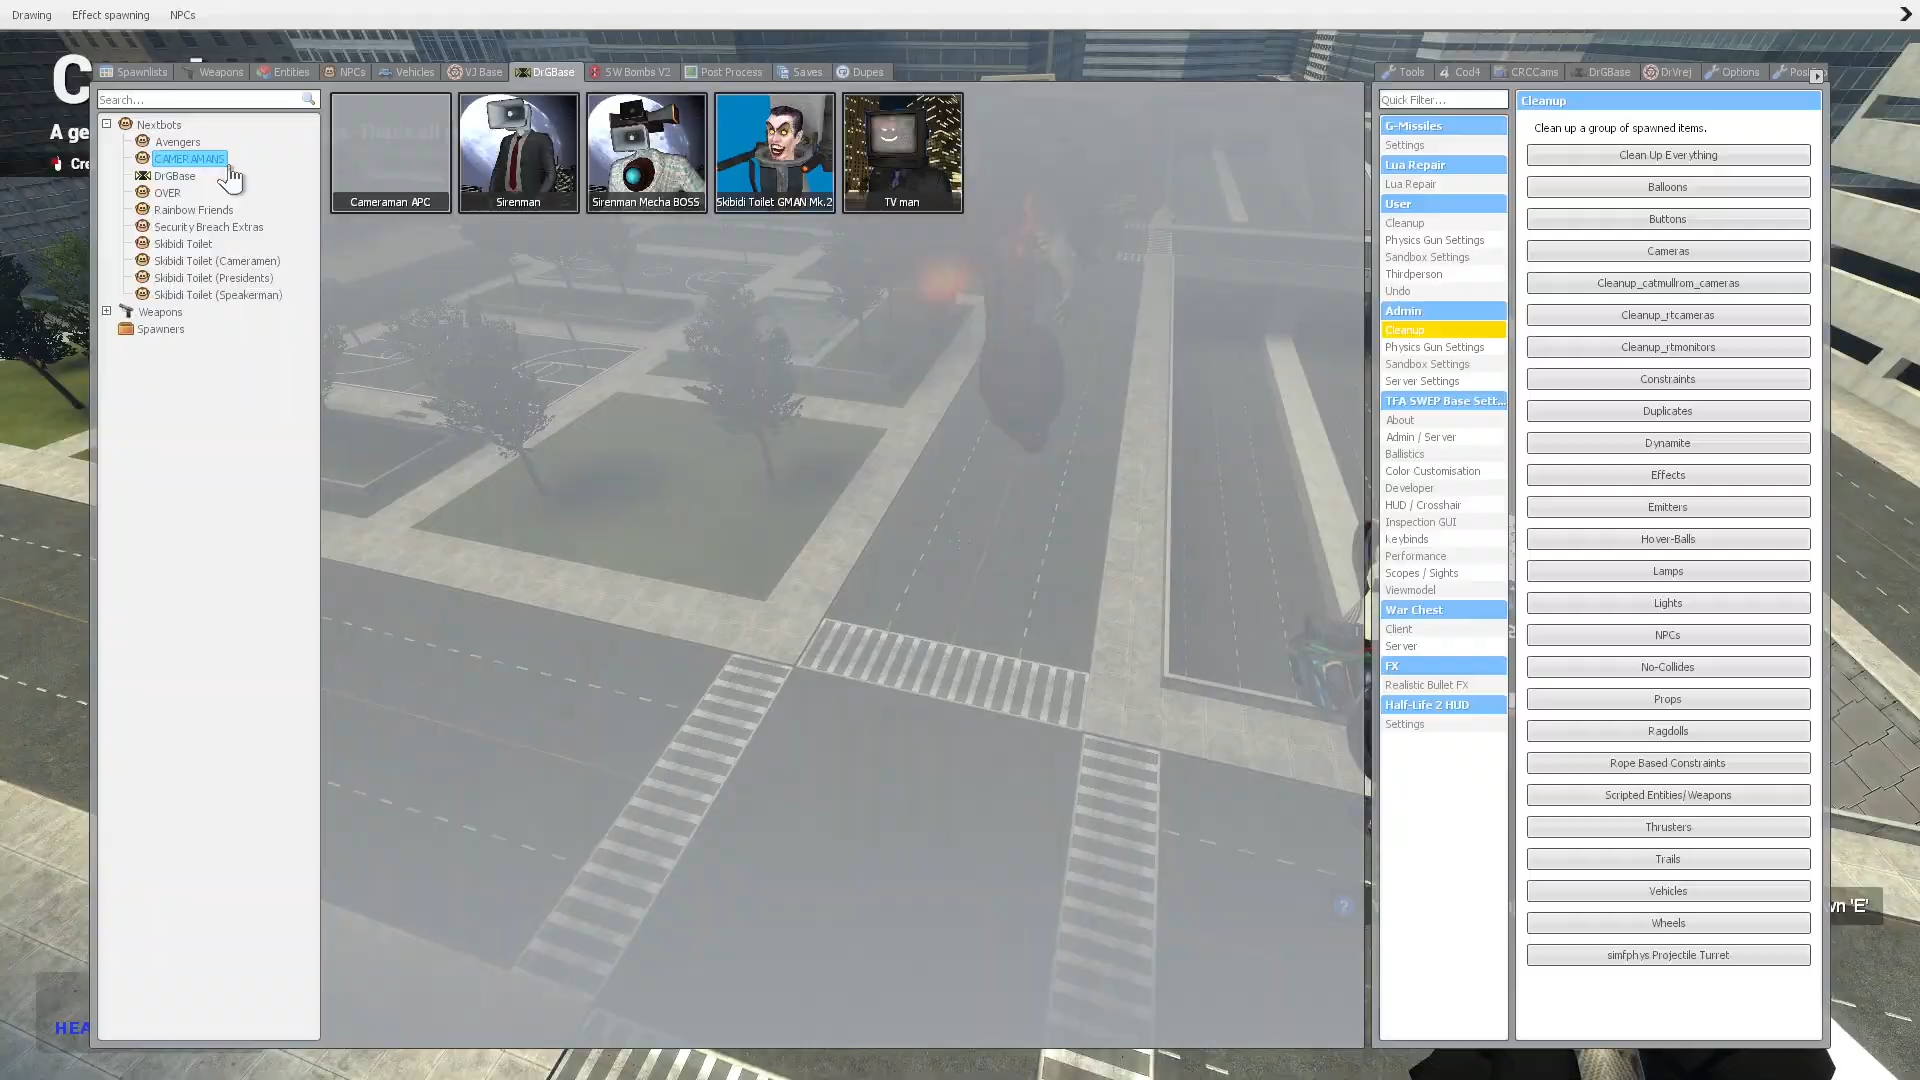 Drawing Effect spawning NPCs
Spawnlists Weapons Entities NPCs Vehicles VJ Base DrGBase SW Bombs V2 Post Process Saves Dupes
Search...
Nextbots
Avengers
CAMERAMANS
DrGBase
OVER
Rainbow Friends
Security Breach Extras
Skibidi Toilet
Skibidi Toilet (Cameramen)
Skibidi Toilet (Presidents)
Skibidi Toilet (Speakerman)
Weapons
Spawners
Cameraman APC
Sirenman
Sirenman Mecha BOSS
Skibidi Toilet GMAN Mk.2
TV man
Tools Cod4 CRCCams DrGBase DrVrej Options
Quick Filter...
G-Missiles
Settings
Lua Repair
Lua Repair
User
Cleanup
Physics Gun Settings
Sandbox Settings
Thirdperson
Undo
Admin
Cleanup
Physics Gun Settings
Sandbox Settings
Server Settings
TFA SWEP Base Sett...
About
Admin / Server
Ballistics
Color Customisation
Developer
HUD / Crosshair
Inspection GUI
Keybinds
Performance
Scopes / Sights
Viewmodel
War Chest
Client
Server
FX
Realistic Bullet FX
Half-Life 2 HUD
Settings
Cleanup
Clean up a group of spawned items.
Clean Up Everything
Balloons
Buttons
Cameras
Cleanup_catmullrom_cameras
Cleanup_rtcameras
Cleanup_rtmonitors
Constraints
Duplicates
Dynamite
Effects
Emitters
Hover-Balls
Lamps
Lights
NPCs
No-Collides
Props
Ragdolls
Rope Based Constraints
Scripted Entities/Weapons
Thrusters
Trails
Vehicles
Wheels
simfphys Projectile Turret
C
A ge
Cre
HEA
wn 'E'